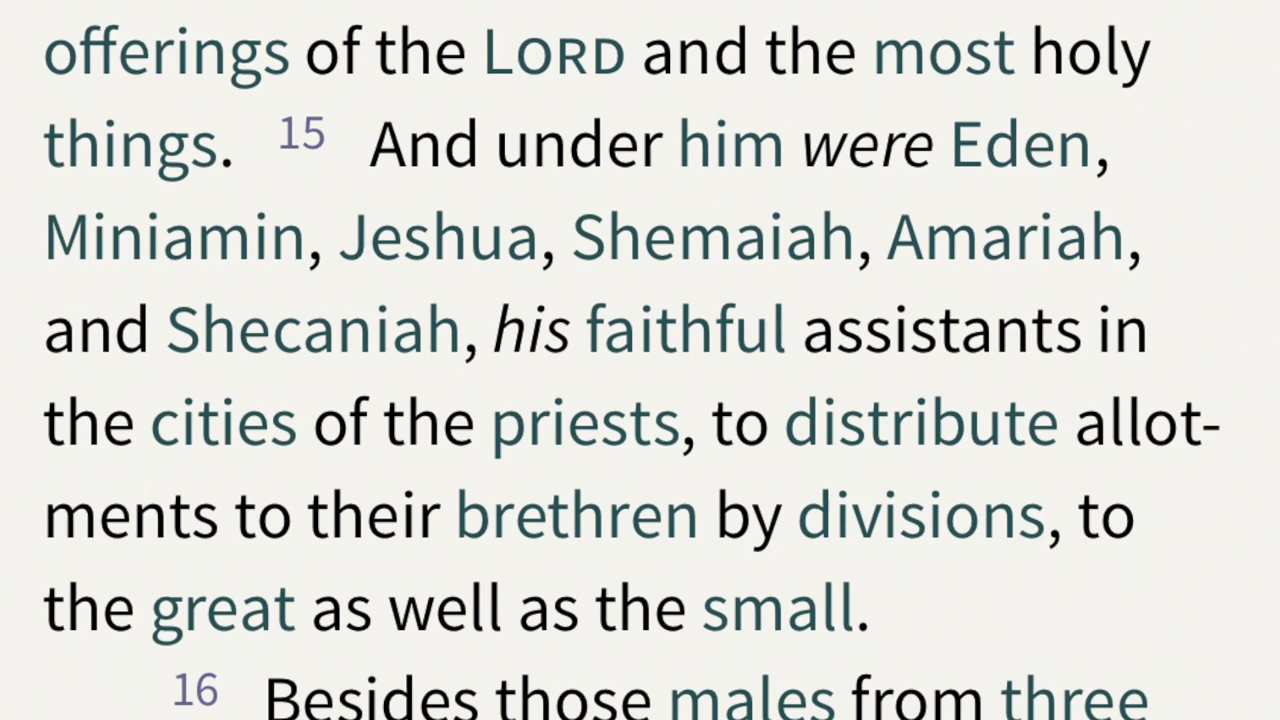 offerings of the LORD and the most holy
things. 15 And under him were Eden,
Miniamin, Jeshua, Shemaiah, Amariah,
and Shecaniah, his faithful assistants in
the cities of the priests, to distribute allot-
ments to their brethren by divisions, to
the great as well as the small.
16 Besides those males from three